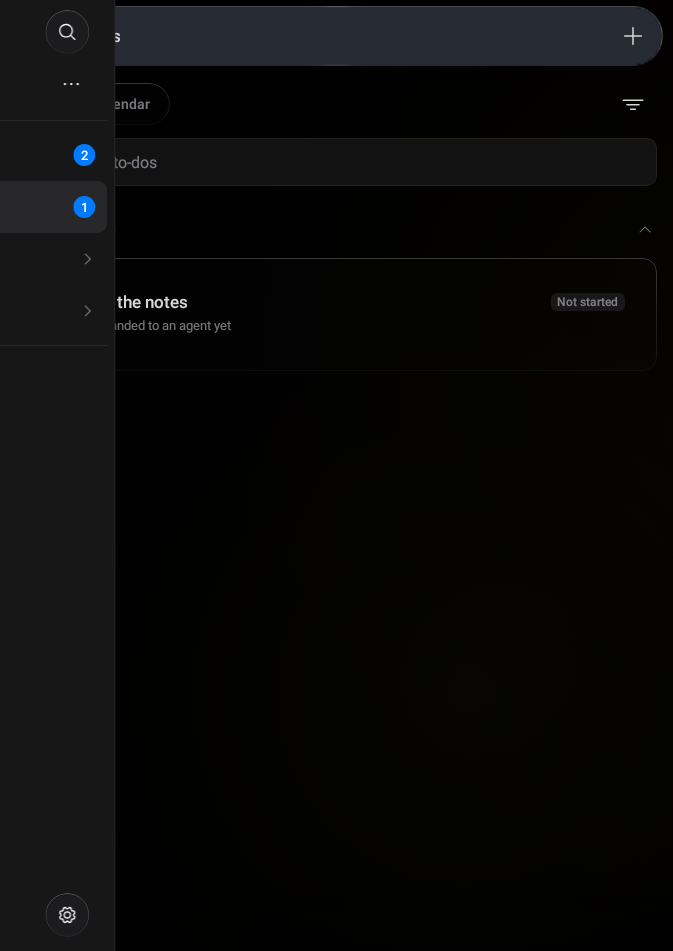 s
endar
2
to-dos
1
the notes
Not started
anded to an agent yet